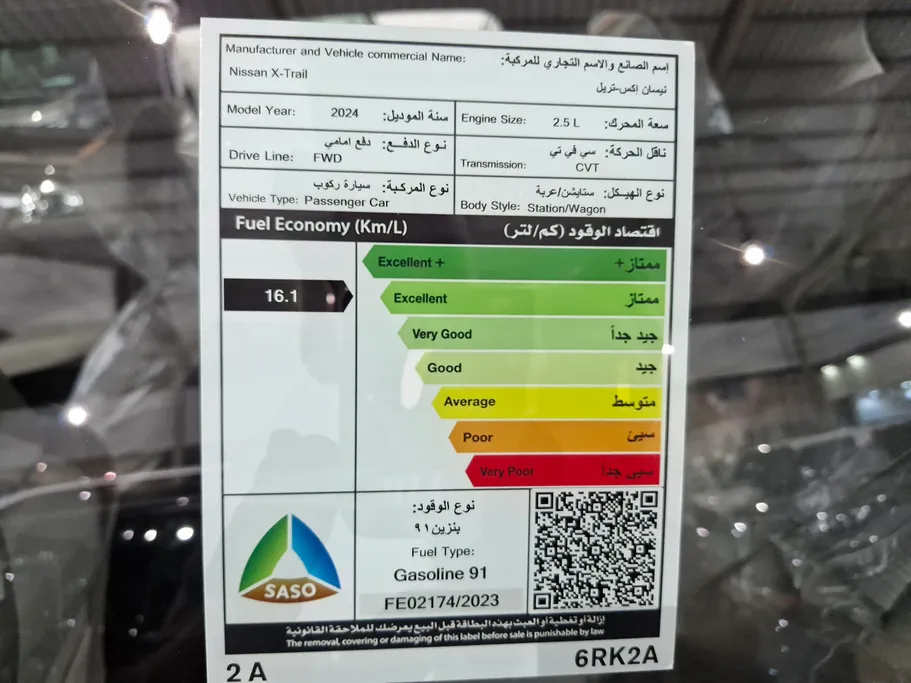 Manufacturer and Vehicle commercial Name:
إسم الصانع والاسم التجاري للمركبة:
Nissan X-Trail
نيسان إكس-تريل
Model Year: 2024 سنة الموديل:
Engine Size: 2.5 L سعة المحرك:
نوع الدفـــع: دفع امامي
Drive Line: FWD
ناقل الحركة: سي في تي
Transmission: CVT
نوع المركبة: سيارة ركوب
Vehicle Type: Passenger Car
نوع الهيـكل: ستايشن/عربة
Body Style: Station/Wagon
Fuel Economy (Km/L) اقتصاد الوقود (كم/لتر)
Excellent + ممتاز+
16.1
Excellent ممتاز
Very Good جيد جداً
Good جيد
Average متوسط
Poor سيئ
Very Poor سيئ جداً
SASO
نوع الوقود:
بنزين ٩١
Fuel Type:
Gasoline 91
FE02174/2023
إزالة أو تغطية أو العبث بهذه البطاقة قبل البيع يعرضك للملاحقة القانونية
The removal, covering or damaging of this label before sale is punishable by law
2 A
6RK2A